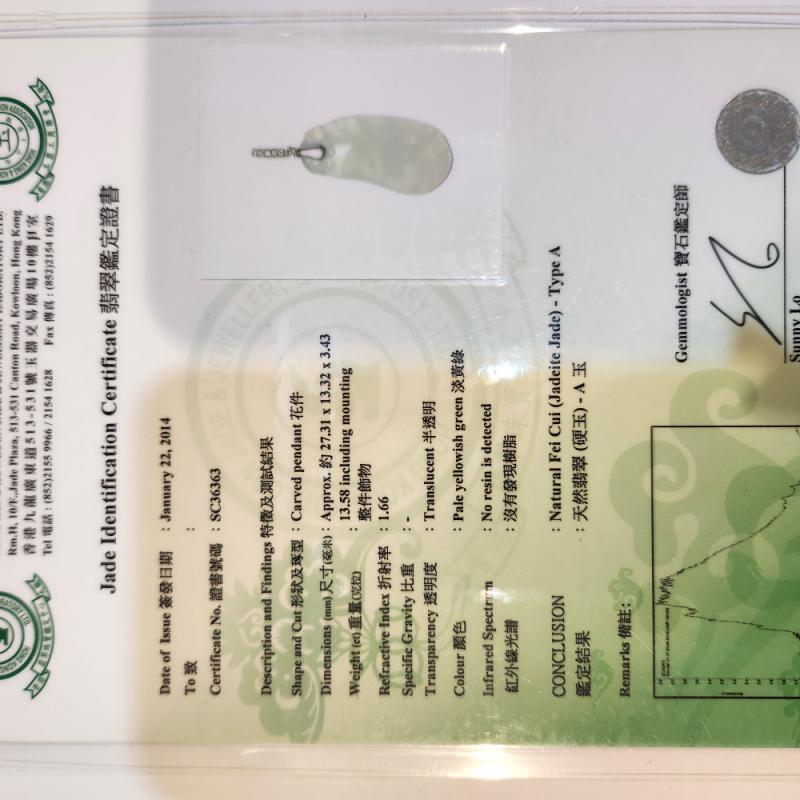 Rm.H, 10/F., Jade Plaza, 513-531 Canton Road, Kowloon, Hong Kong
香港九龍廣東道513-531號玉器交易廣場10樓H室
Tel 電話 : (852)2155 9966 / 2154 1628 Fax 傳真 : (852)2154 1629
Jade Identification Certificate 翡翠鑑定證書
Date of Issue 簽發日期 : January 22, 2014
To 致 :
Certificate No. 證書號碼 : SC36363
Description and Findings 特徵及測試結果
Shape and Cut 形狀及琢型 : Carved pendant 花件
Dimensions (mm) 尺寸(毫米) : Approx. 約 27.31 x 13.32 x 3.43
Weight (ct) 重量(克拉) : 13.58 including mounting
整件飾物
Refractive Index 折射率 : 1.66
Specific Gravity 比重 : -
Transparency 透明度 : Translucent 半透明
Colour 顏色 : Pale yellowish green 淡黃綠
Infrared Spectrum : No resin is detected
紅外線光譜 : 沒有發現樹脂
CONCLUSION : Natural Fei Cui (Jadeite Jade) - Type A
鑑定結果 : 天然翡翠 (硬玉) - A 玉
Remarks 備註:
Gemmologist 寶石鑑定師
Sunny Lo